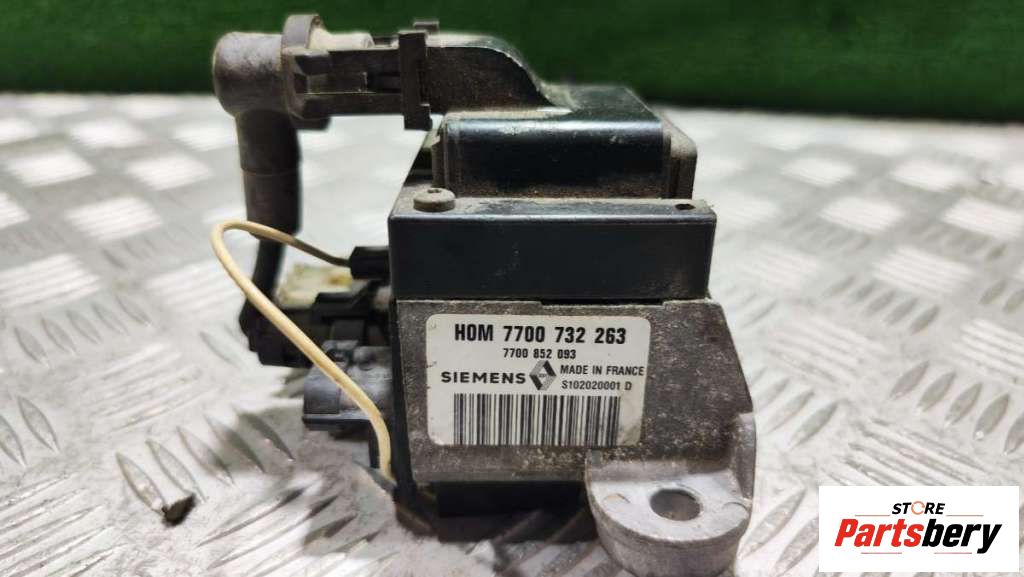 HOM 7700 732 263
7700 852 093
SIEMENS MADE IN FRANCE
S102020001 D
STORE
Partsbery